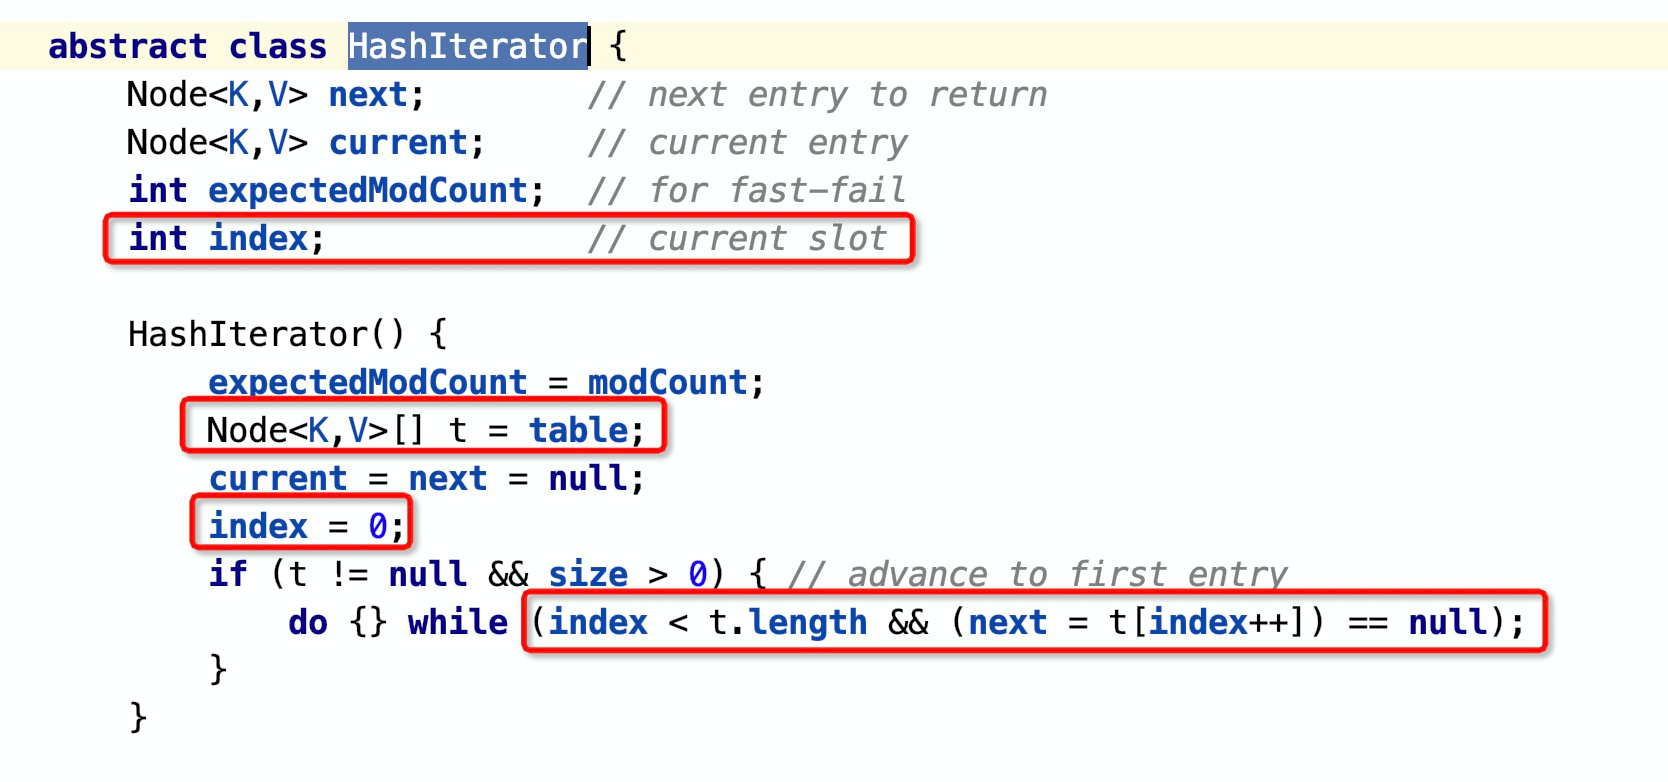 abstract class HashIterator {
Node<K,V> next;        // next entry to return
Node<K,V> current;     // current entry
int expectedModCount;  // for fast-fail
int index;             // current slot
HashIterator() {
expectedModCount = modCount;
Node<K,V>[] t = table;
current = next = null;
index = 0;
if (t != null && size > 0) { // advance to first entry
do {} while (index < t.length && (next = t[index++]) == null);
}
}